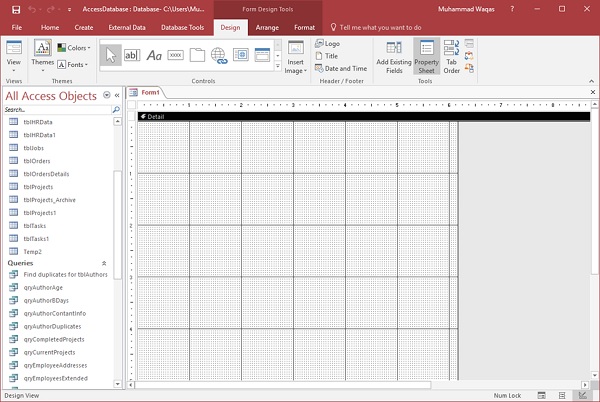 AccessDatabase : Database- C:\Users\Mu...
Form Design Tools
Muhammad Waqas
File
Home
Create
External Data
Database Tools
Design
Arrange
Format
Tell me what you want to do
View
Views
Themes
Colors
Fonts
Themes
ab|
Aa
xxxx
Controls
Insert
Image
Logo
Title
Date and Time
Header / Footer
Add Existing
Fields
Property
Sheet
Tab
Order
Tools
All Access Objects
Search...
tblHRData
tblHRData1
tblJobs
tblOrders
tblOrdersDetails
tblProjects
tblProjects_Archive
tblProjects1
tblTasks
tblTasks1
Temp2
Queries
Find duplicates for tblAuthors
qryAuthorAge
qryAuthorBDays
qryAuthorContantInfo
qryAuthorDuplicates
qryCompletedProjects
qryCurrentProjects
qryEmployeeAddresses
qryEmployeesExtended
Form1
1 2 3 4 5 6 7 8
Detail
1
2
3
4
Design View
Num Lock